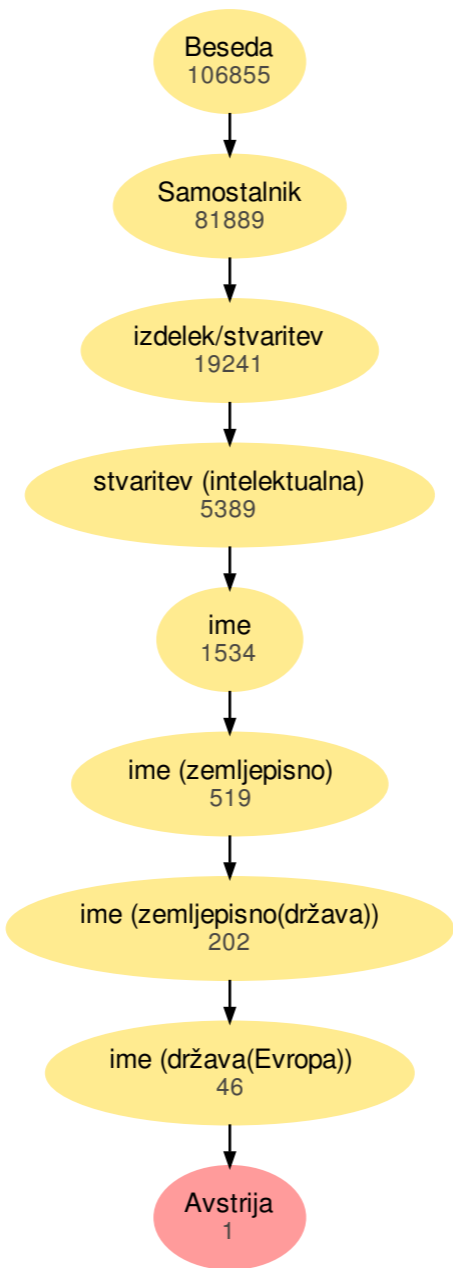 Beseda
106855
Samostalnik
81889
izdelek/stvaritev
19241
stvaritev (intelektualna)
5389
ime
1534
ime (zemljepisno)
519
ime (zemljepisno(država))
202
ime (država(Evropa))
46
Avstrija
1